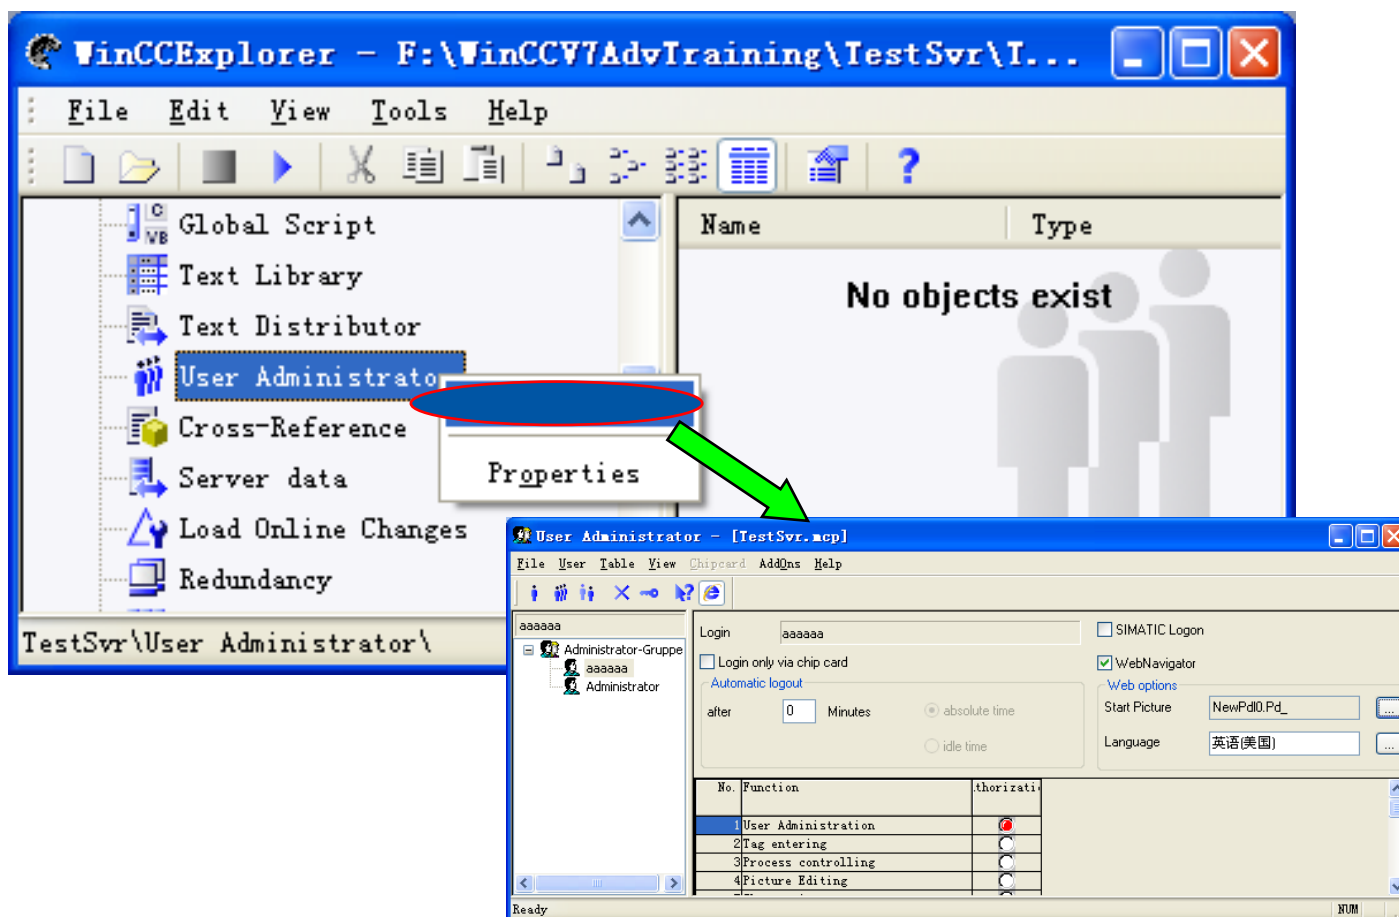 WinCCExplorer - F:\WinCCV7AdvTraining\TestSvr\T...
File Edit View Tools Help
Name Type
No objects exist
Global Script
Text Library
Text Distributor
User Administrato
Cross-Reference
Server data
Load Online Changes
Redundancy
Properties
TestSvr\User Administrator\
User Administrator - [TestSvr.mcp]
File User Table View Chipcard AddOns Help
aaaaaa
Administrator-Gruppe
aaaaaa
Administrator
Login aaaaaa
SIMATIC Logon
Login only via chip card
WebNavigator
Automatic logout
after 0 Minutes
absolute time
idle time
Web options
Start Picture NewPdl0.Pd_ ...
Language 英语(美国) ...
No. Function thorizati
1 User Administration
2 Tag entering
3 Process controlling
4 Picture Editing
Ready NUM